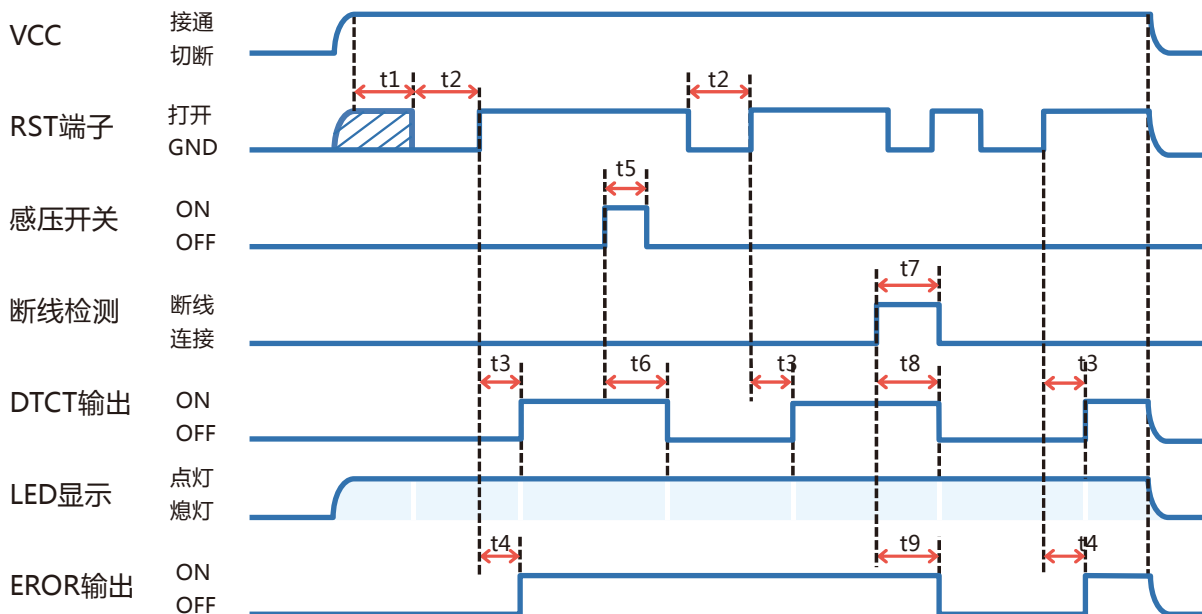 VCC
接通
切断
t1
t2
t2
RST端子
打开
GND
t5
感压开关
ON
OFF
t7
断线检测
断线
连接
t3
t6
t3
t8
t3
DTCT输出
ON
OFF
LED显示
点灯
熄灯
t4
t9
t4
EROR输出
ON
OFF